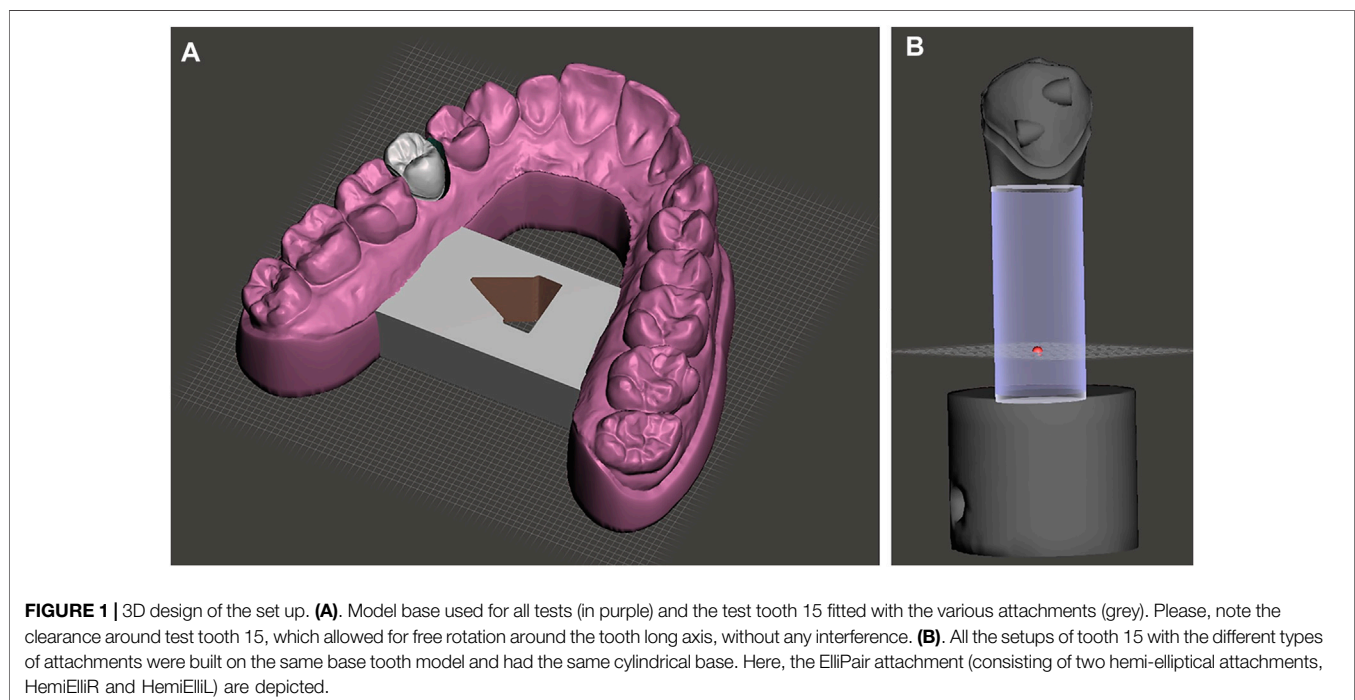 A
B
FIGURE 1 | 3D design of the set up. (A). Model base used for all tests (in purple) and the test tooth 15 fitted with the various attachments (grey). Please, note the
clearance around test tooth 15, which allowed for free rotation around the tooth long axis, without any interference. (B). All the setups of tooth 15 with the different types
of attachments were built on the same base tooth model and had the same cylindrical base. Here, the ElliPair attachment (consisting of two hemi-elliptical attachments,
HemiElliR and HemiElliL) are depicted.